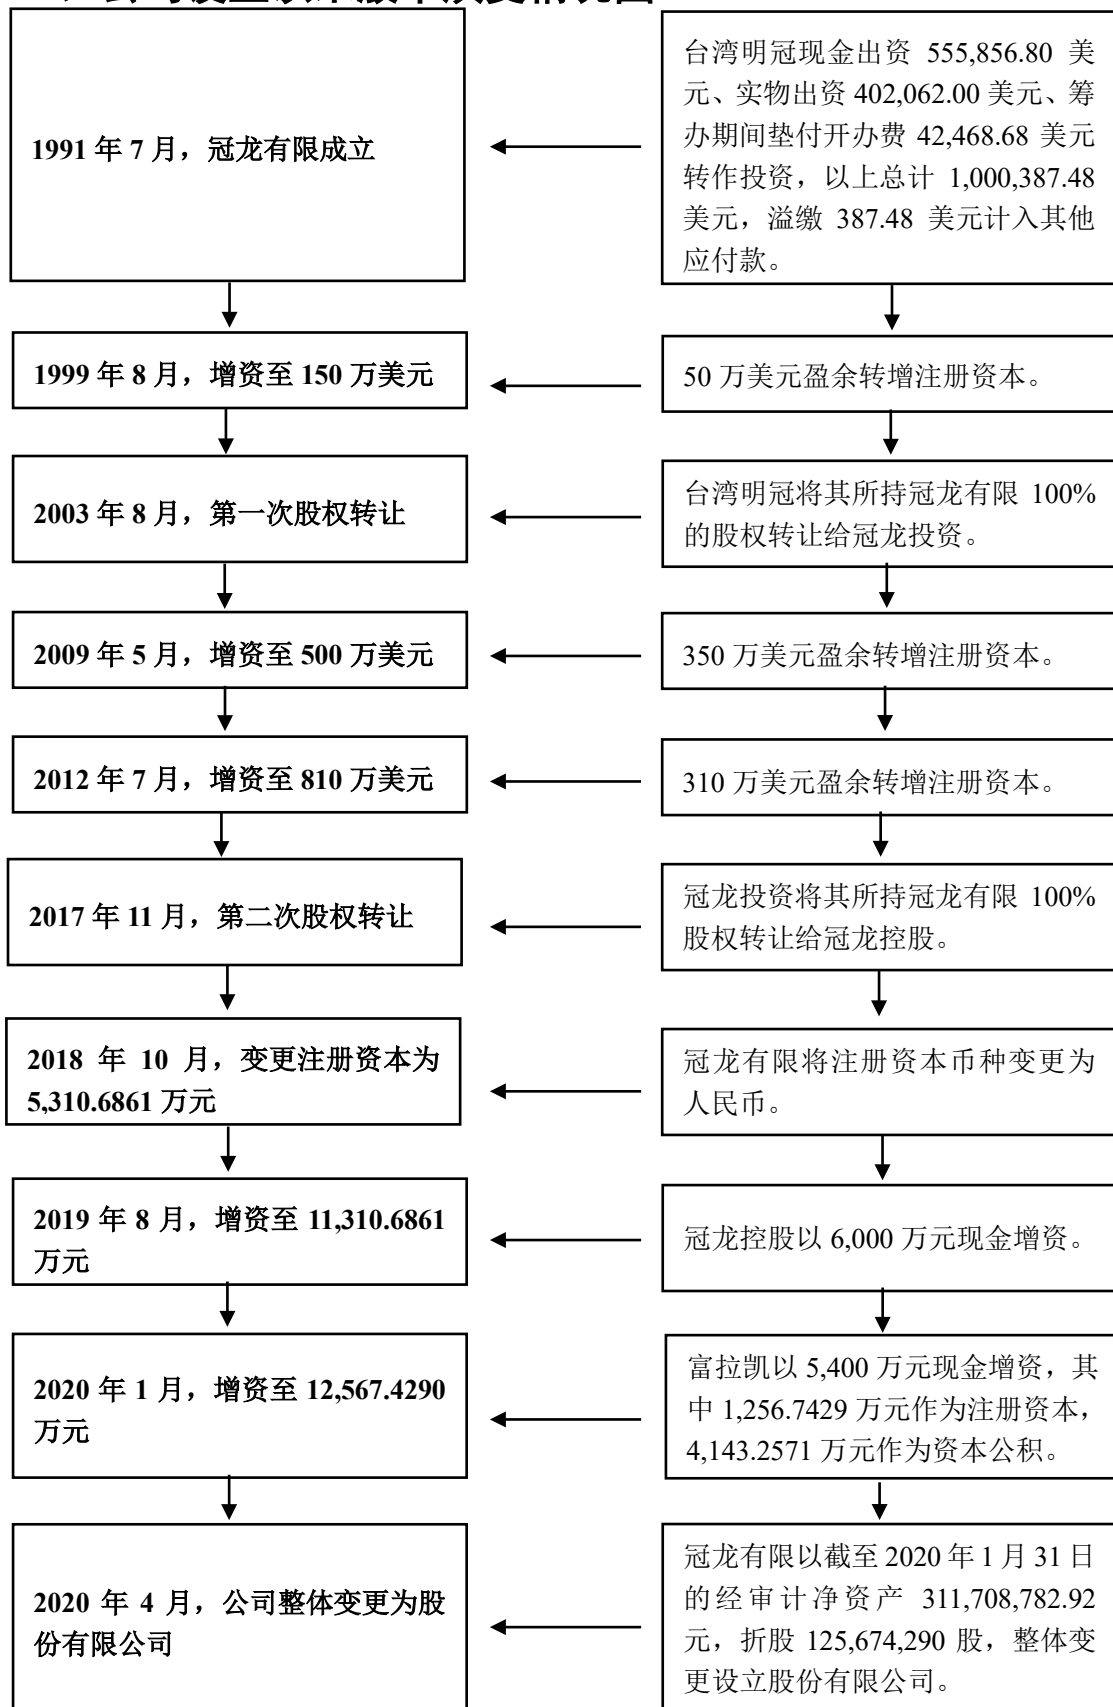 1991 年 7 月，冠龙有限成立
台湾明冠现金出资 555,856.80 美
元、实物出资 402,062.00 美元、筹
办期间垫付开办费 42,468.68 美元
转作投资，以上总计 1,000,387.48
美元，溢缴 387.48 美元计入其他
应付款。
1999 年 8 月，增资至 150 万美元
50 万美元盈余转增注册资本。
2003 年 8 月，第一次股权转让
台湾明冠将其所持冠龙有限 100%
的股权转让给冠龙投资。
2009 年 5 月，增资至 500 万美元
350 万美元盈余转增注册资本。
2012 年 7 月，增资至 810 万美元
310 万美元盈余转增注册资本。
2017 年 11 月，第二次股权转让
冠龙投资将其所持冠龙有限 100%
股权转让给冠龙控股。
2018 年 10 月，变更注册资本为
5,310.6861 万元
冠龙有限将注册资本币种变更为
人民币。
2019 年 8 月，增资至 11,310.6861
万元
冠龙控股以 6,000 万元现金增资。
2020 年 1 月，增资至 12,567.4290
万元
富拉凯以 5,400 万元现金增资，其
中 1,256.7429 万元作为注册资本，
4,143.2571 万元作为资本公积。
2020 年 4 月，公司整体变更为股
份有限公司
冠龙有限以截至 2020 年 1 月 31 日
的经审计净资产 311,708,782.92
元，折股 125,674,290 股，整体变
更设立股份有限公司。